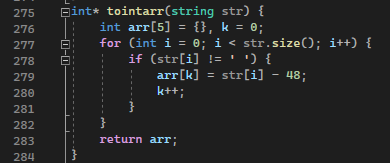 275 int* tointarr(string str) {
276     int arr[5] = {}, k = 0;
277     for (int i = 0; i < str.size(); i++) {
278         if (str[i] != ' ') {
279             arr[k] = str[i] - 48;
280             k++;
281         }
282     }
283     return arr;
284 }